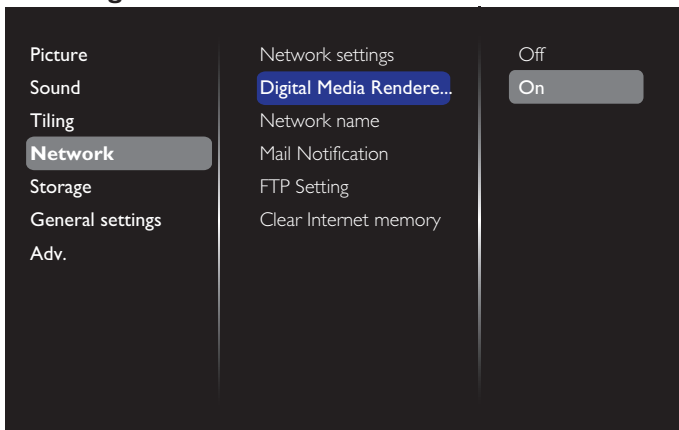 Picture
Sound
Tiling
Network
Storage
General settings
Adv.
Network settings
Digital Media Rendere...
Network name
Mail Notification
FTP Setting
Clear Internet memory
Off
On